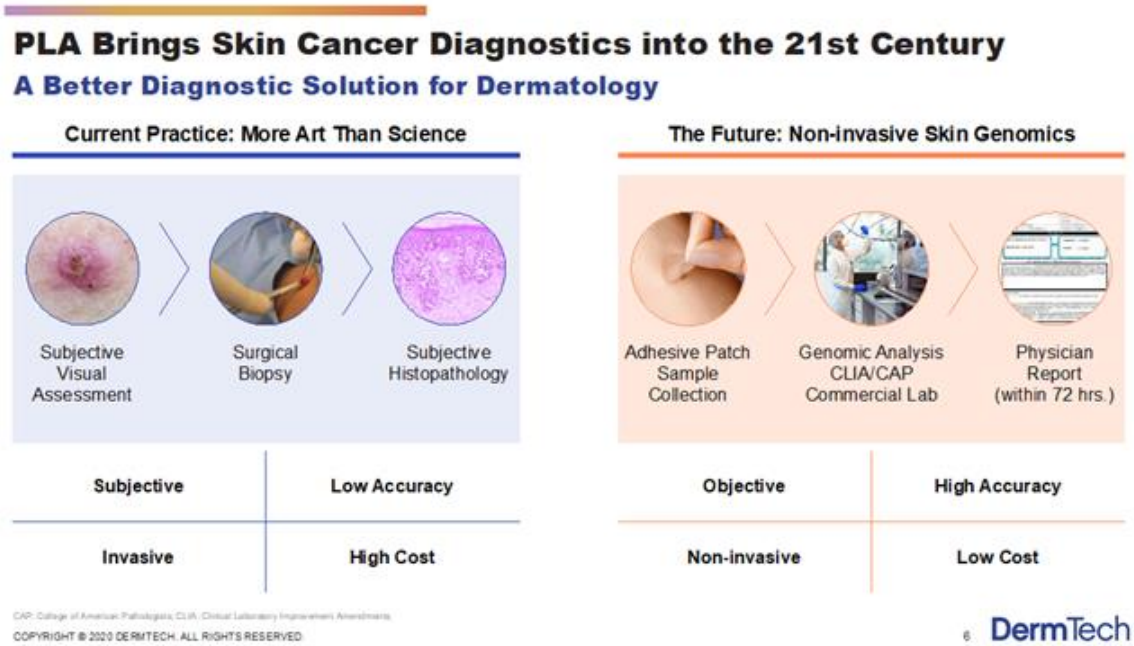 PLA Brings Skin Cancer Diagnostics into the 21st Century
A Better Diagnostic Solution for Dermatology
Current Practice: More Art Than Science
Subjective
Visual
Assessment
Surgical
Biopsy
Subjective
Histopathology
Subjective
Low Accuracy
Invasive
High Cost
The Future: Non-invasive Skin Genomics
Adhesive Patch
Sample
Collection
Genomic Analysis
CLIA/CAP
Commercial Lab
Physician
Report
(within 72 hrs.)
Objective
High Accuracy
Non-invasive
Low Cost
CAP: College of American Pathologists; CLIA: Clinical Laboratory Improvement Amendments
COPYRIGHT © 2020 DERMTECH. ALL RIGHTS RESERVED.
6
DermTech